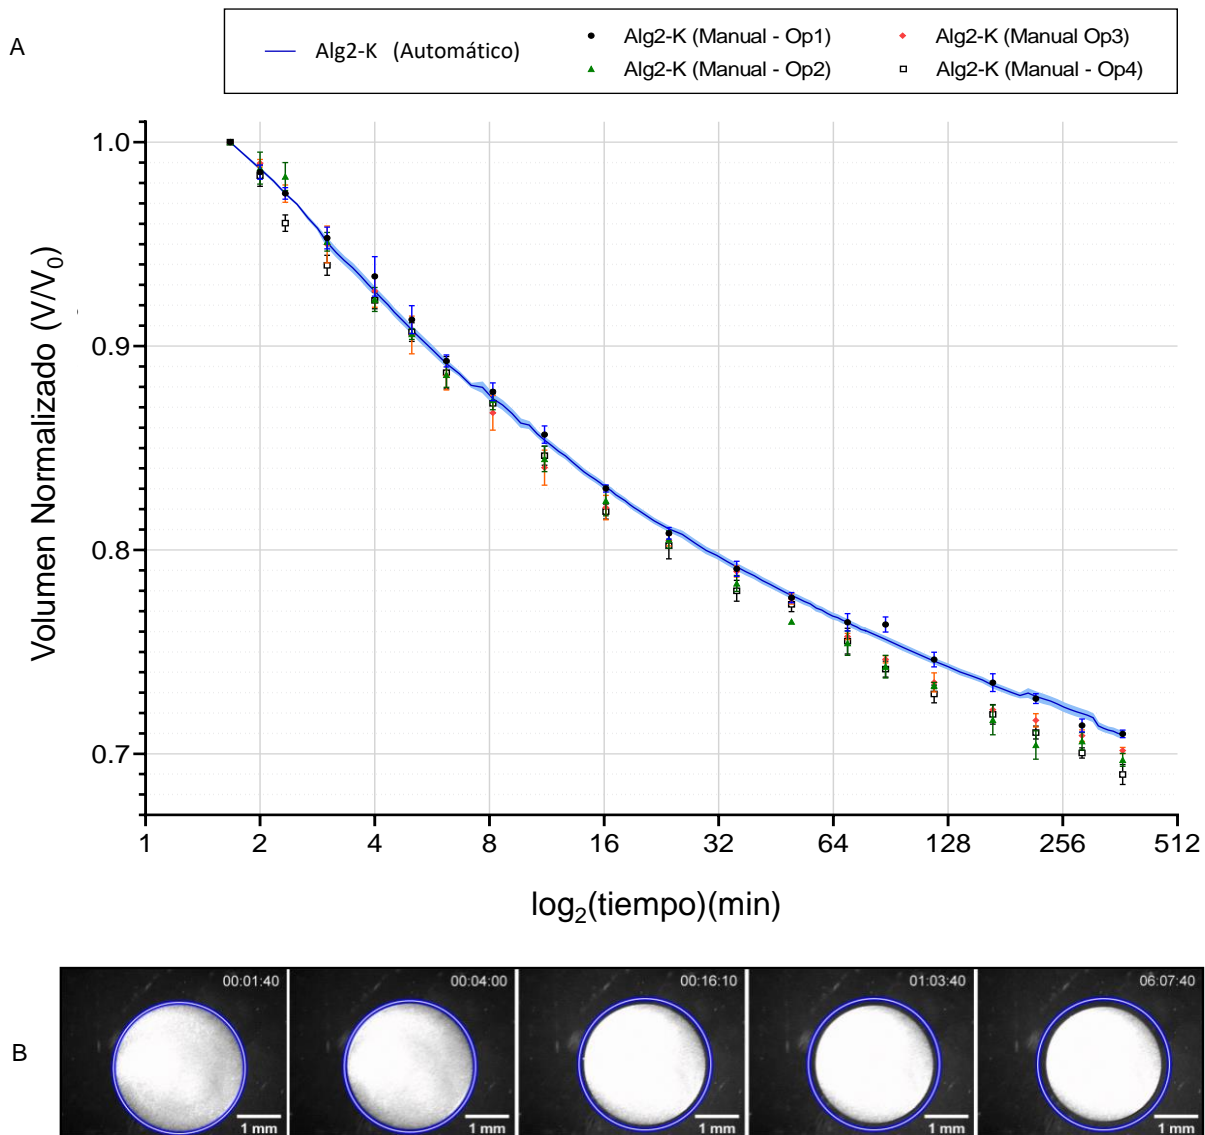 A
Alg2-K (Automático)
Alg2-K (Manual - Op1)
Alg2-K (Manual Op3)
Alg2-K (Manual - Op2)
Alg2-K (Manual - Op4)
Volumen Normalizado (V/V₀)
1.0
0.9
0.8
0.7
1 2 4 8 16 32 64 128 256 512
log₂(tiempo)(min)
B
00:01:40 00:04:00 00:16:10 01:03:40 06:07:40
1 mm 1 mm 1 mm 1 mm 1 mm